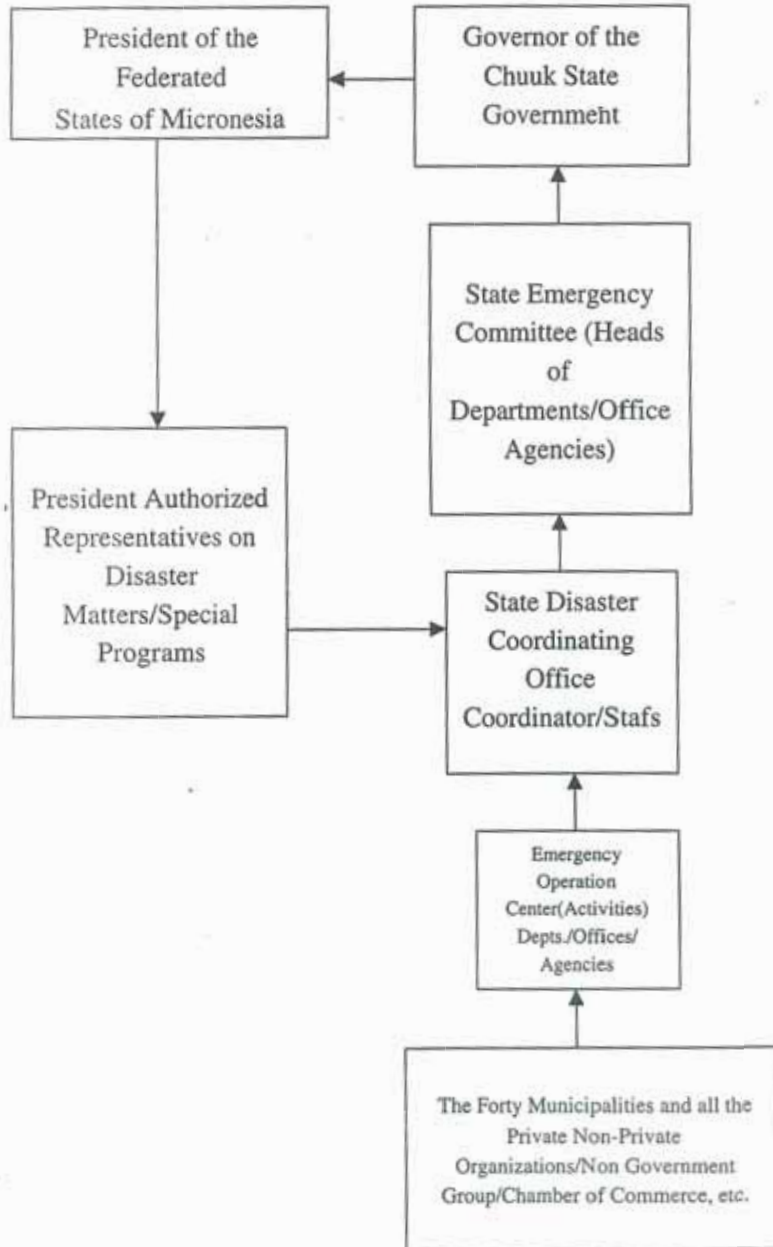 President of the
Federated
States of Micronesia
Governor of the
Chuuk State
Government
State Emergency
Committee (Heads
of
Departments/Office
Agencies)
President Authorized
Representatives on
Disaster
Matters/Special
Programs
State Disaster
Coordinating
Office
Coordinator/Stafs
Emergency
Operation
Center(Activities)
Depts./Offices/
Agencies
The Forty Municipalities and all the
Private Non-Private
Organizations/Non Government
Group/Chamber of Commerce, etc.